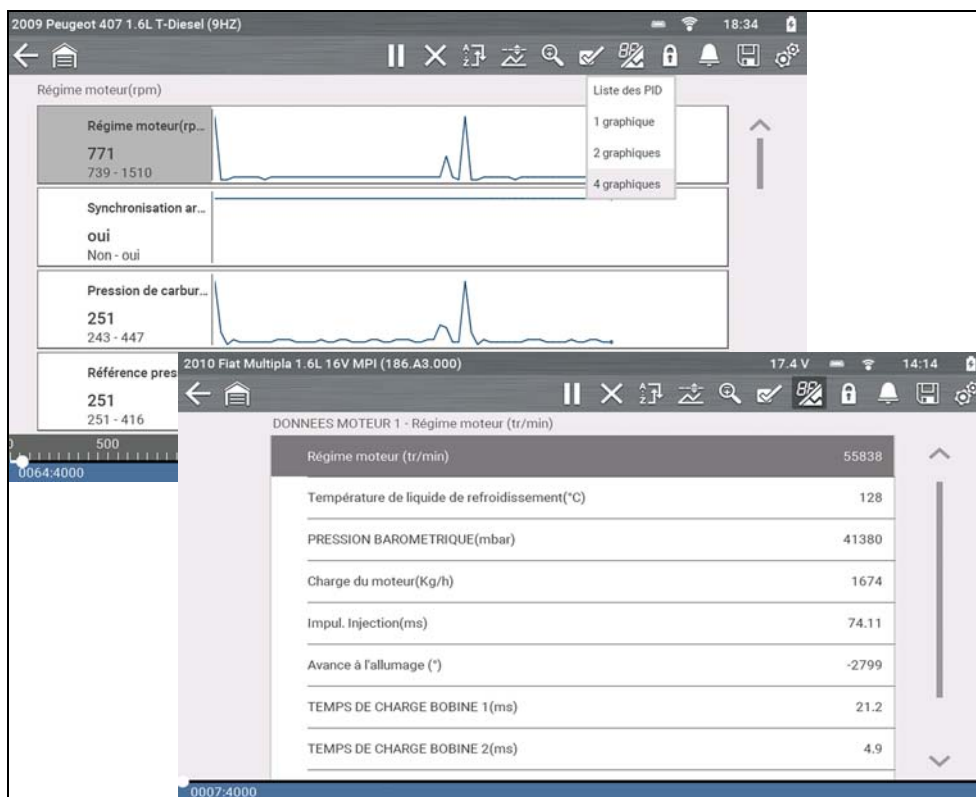 2009 Peugeot 407 1.6L T-Diesel (9HZ) 18:34
Régime moteur(rpm)
Liste des PID
1 graphique
2 graphiques
4 graphiques
Régime moteur(rp...
771
739 - 1510
Synchronisation ar...
oui
Non - oui
Pression de carbur...
251
243 - 447
Référence pres
251
251 - 416
500
0064:4000
2010 Fiat Multipla 1.6L 16V MPI (186.A3.000) 17.4 V 14:14
DONNEES MOTEUR 1 - Régime moteur (tr/min)
Régime moteur (tr/min) 55838
Température de liquide de refroidissement(°C) 128
PRESSION BAROMETRIQUE(mbar) 41380
Charge du moteur(Kg/h) 1674
Impul. Injection(ms) 74.11
Avance à l'allumage (°) -2799
TEMPS DE CHARGE BOBINE 1(ms) 21.2
TEMPS DE CHARGE BOBINE 2(ms) 4.9
0007:4000